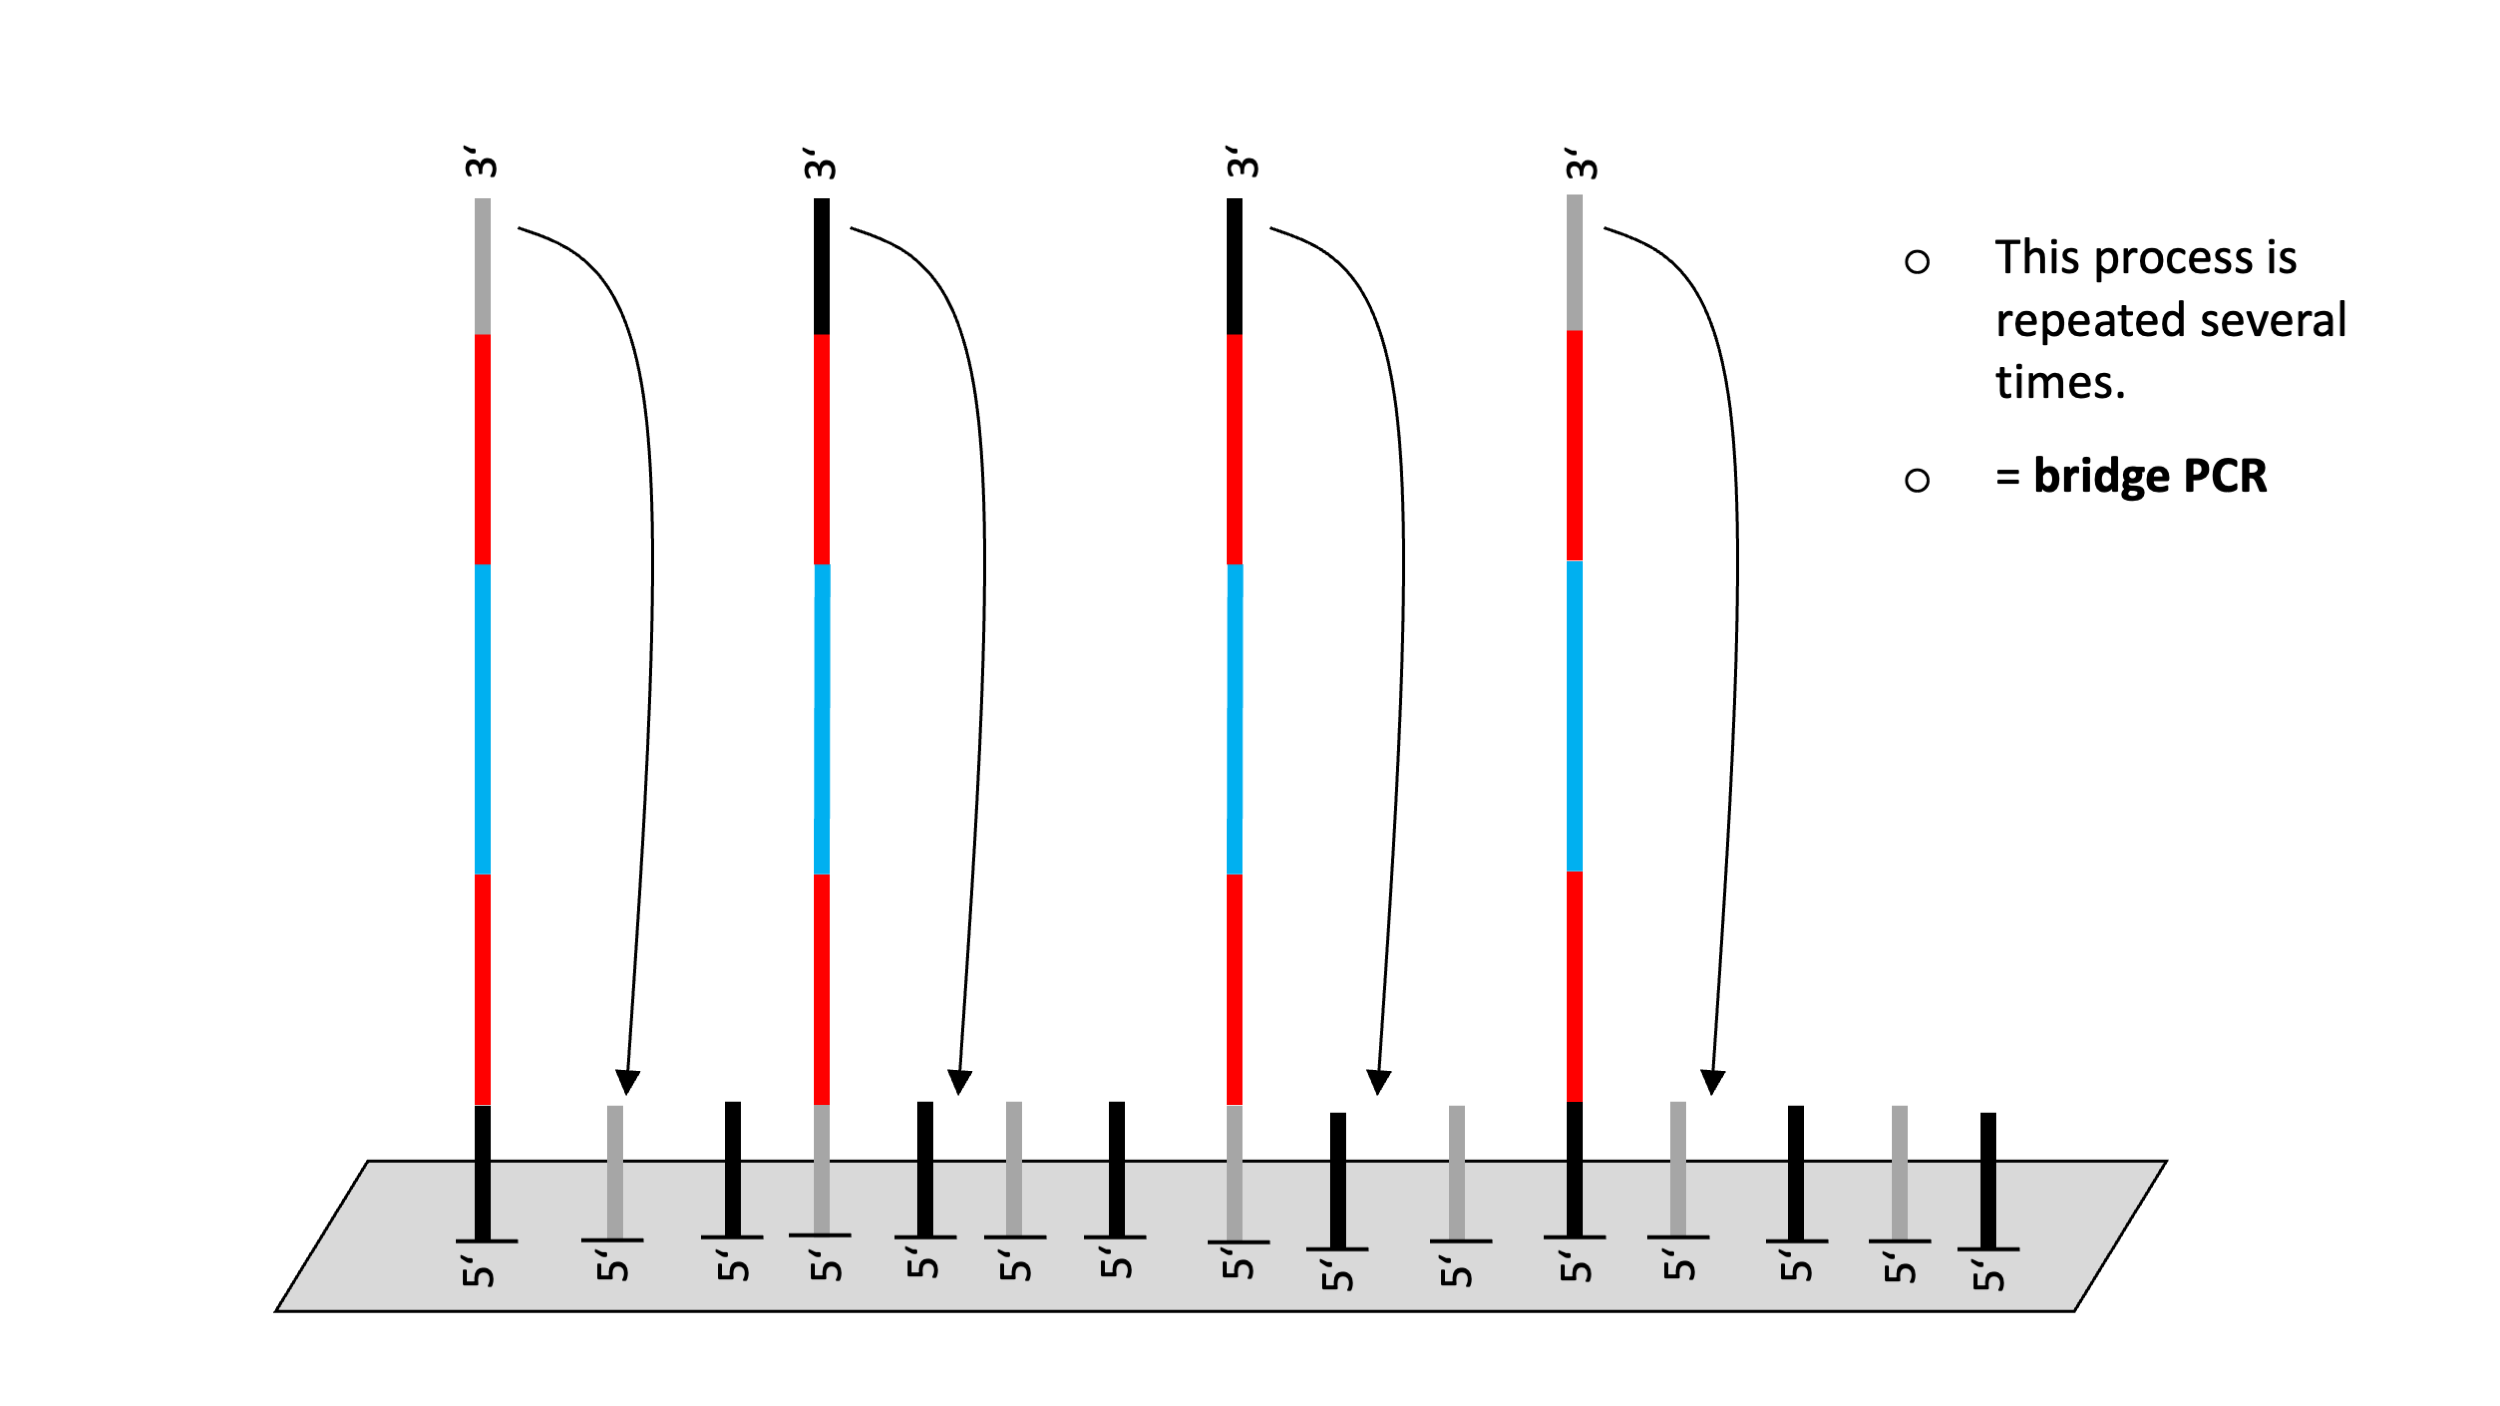 3‘ 3‘ 3‘ 3‘
○ This process is
repeated several
times.
○ = bridge PCR
5‘ 5‘ 5‘ 5‘ 5‘ 5‘ 5‘ 5‘ 5‘ 5‘ 5‘ 5‘ 5‘ 5‘ 5‘